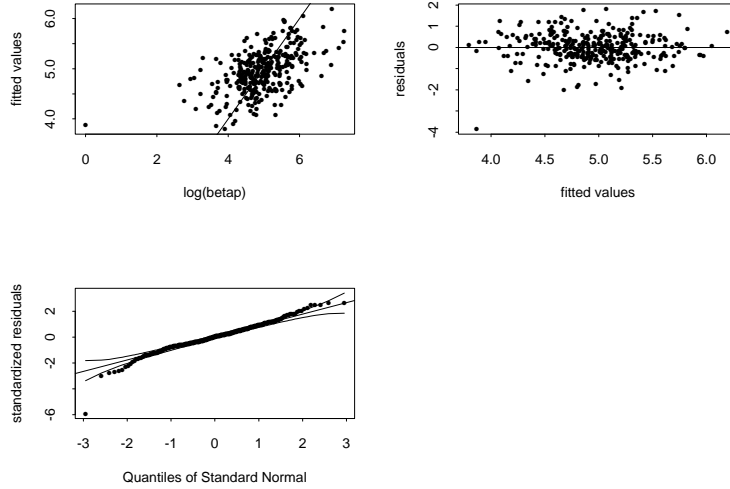 fitted values
6.0
5.0
4.0
0 2 4 6
log(betap)
residuals
2
0
-2
-4
4.0 4.5 5.0 5.5 6.0
fitted values
standardized residuals
2
0
-2
-6
-3 -2 -1 0 1 2 3
Quantiles of Standard Normal